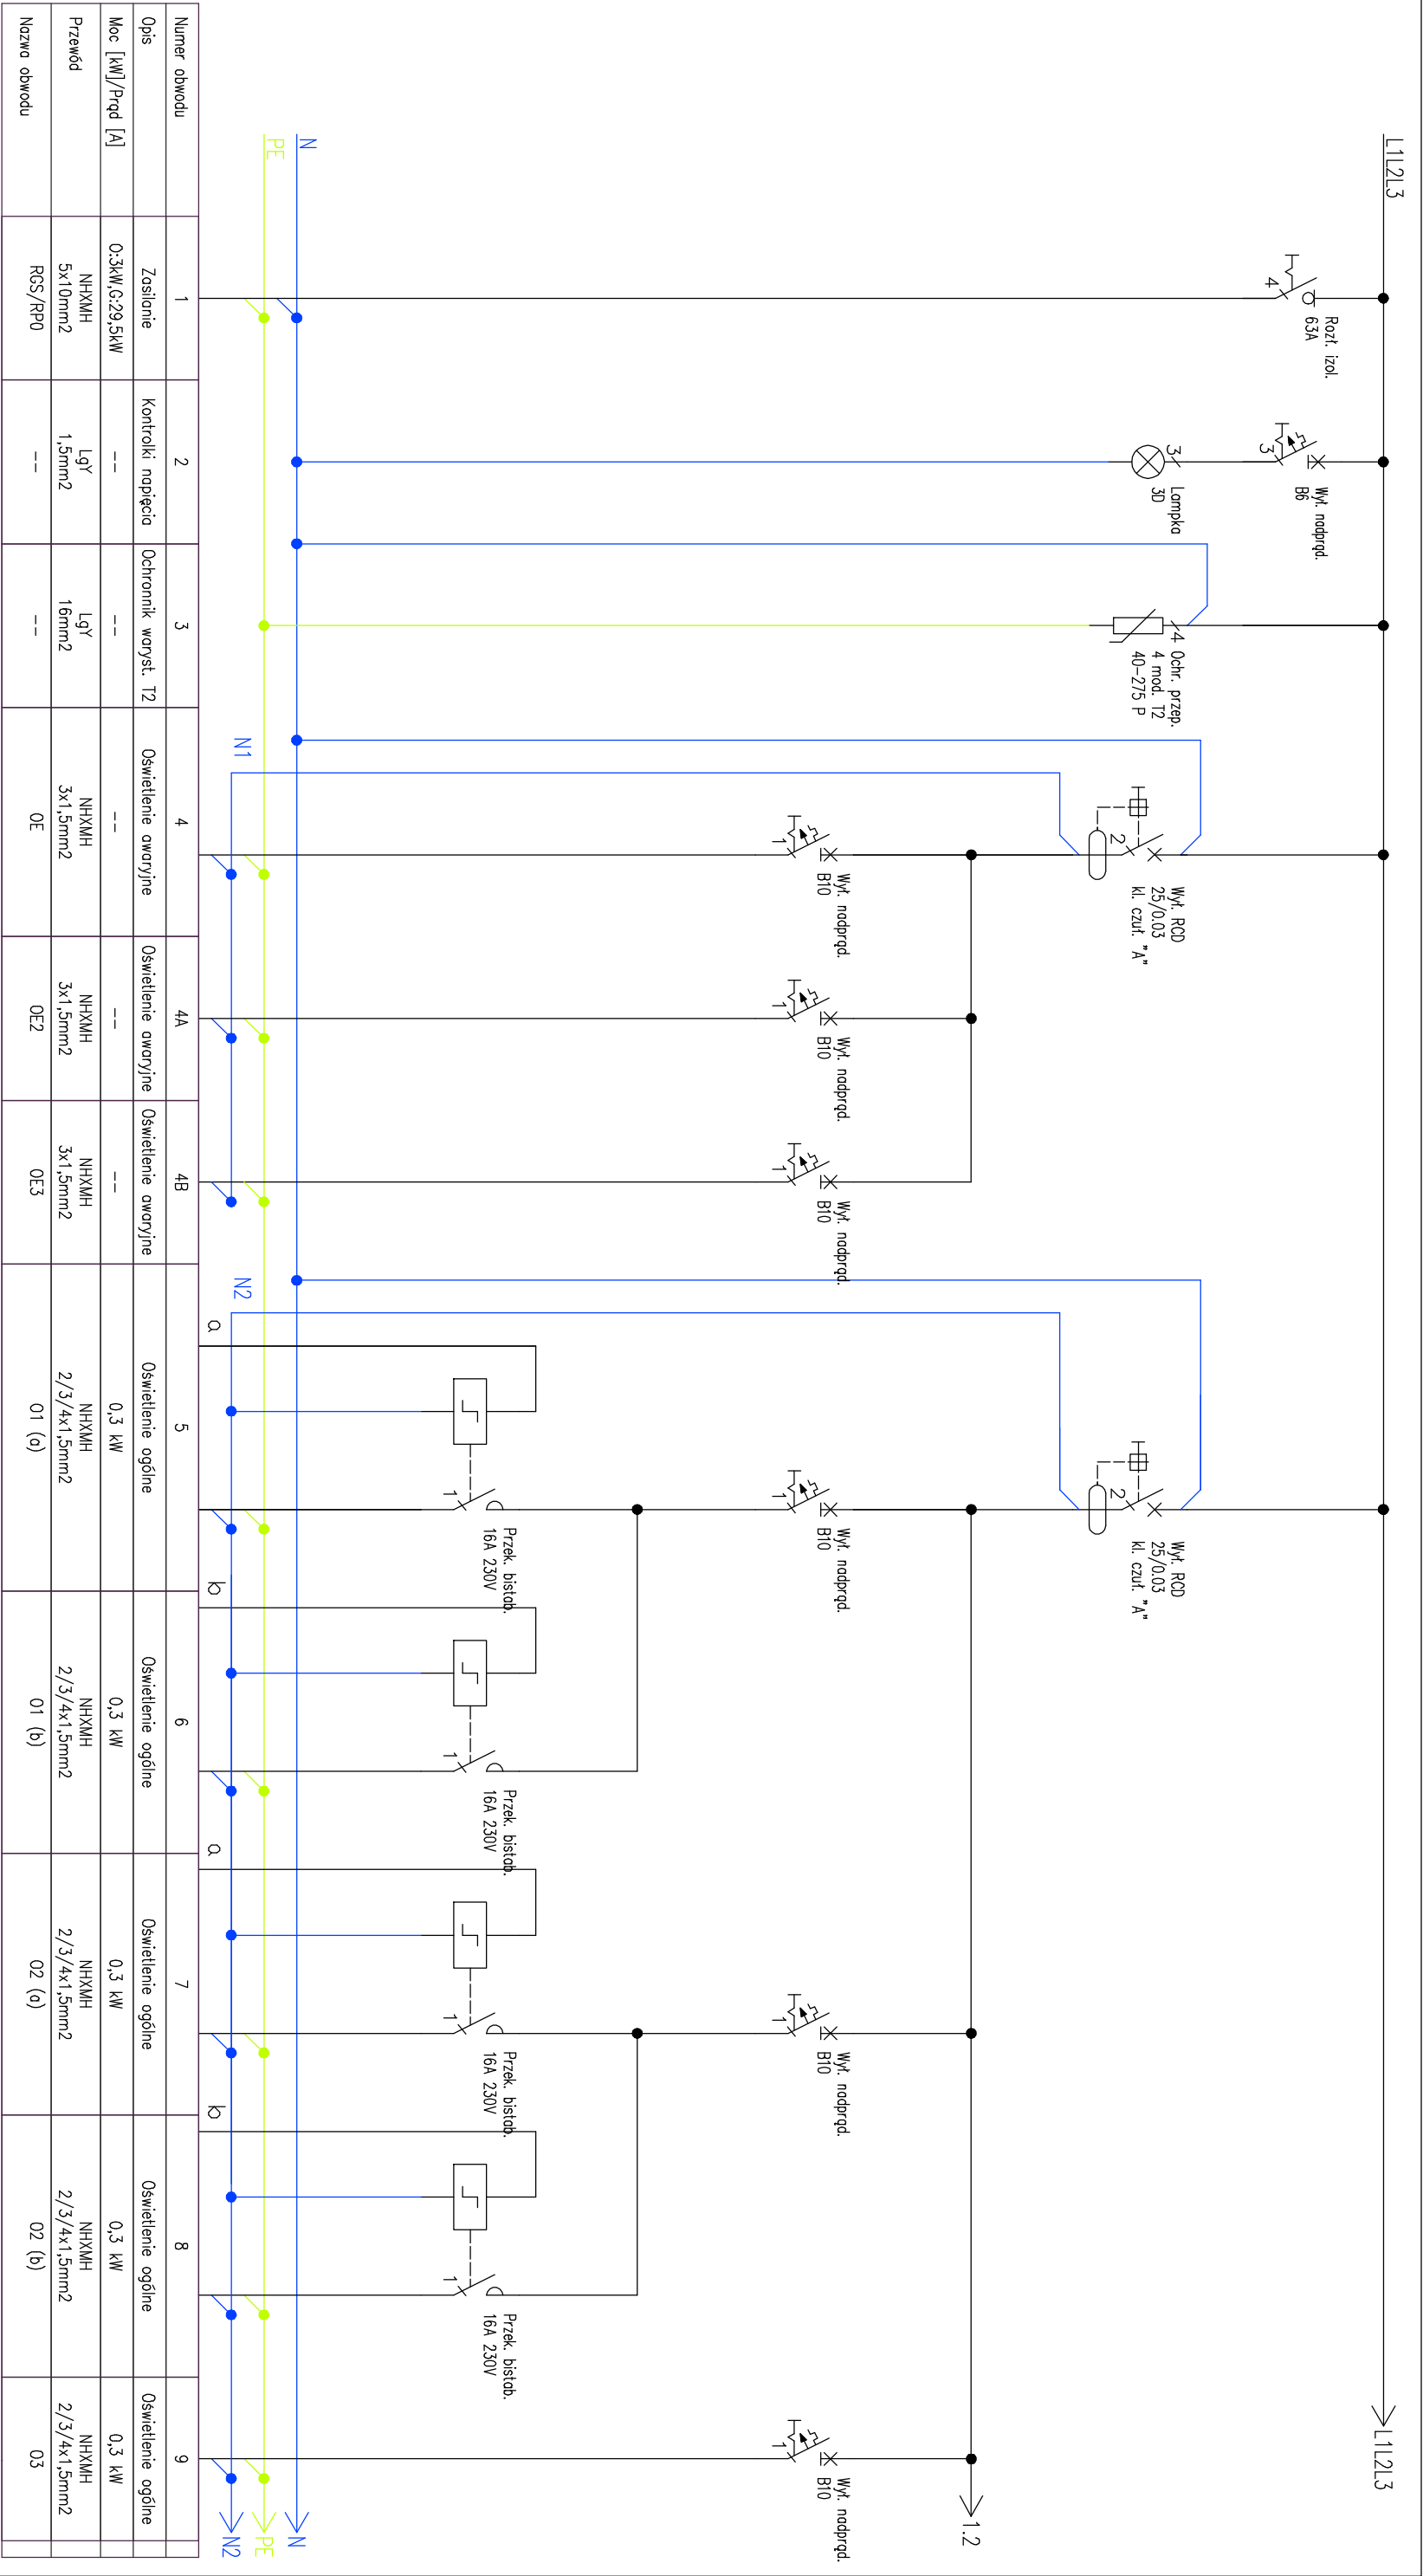 L1L2L3
L1L2L3
4
Rozł. izol.
63A
3
Wył. nadprąd.
B6
3
Lampka
3D
4
Ochr. przep.
4 mod. T2
40-275 P
2
Wył. RCD
25/0.03
kl. czuł. "A"
2
Wył. RCD
25/0.03
kl. czuł. "A"
1.2
1
Wył. nadprąd.
B10
1
Wył. nadprąd.
B10
1
Wył. nadprąd.
B10
1
Wył. nadprąd.
B10
1
Wył. nadprąd.
B10
1
Wył. nadprąd.
B10
1
Przek. bistab.
16A 230V
1
Przek. bistab.
16A 230V
1
Przek. bistab.
16A 230V
1
Przek. bistab.
16A 230V
N
N
PE
PE
N1
N2
N2
a
b
a
b
Numer obwodu 1 2 3 4 4A 4B 5 6 7 8 9
Opis Zasilanie Kontrolki napięcia Ochronnik waryst. T2 Oświetlenie awaryjne Oświetlenie awaryjne Oświetlenie awaryjne Oświetlenie ogólne Oświetlenie ogólne Oświetlenie ogólne Oświetlenie ogólne Oświetlenie ogólne
Moc [kW]/Prąd [A] O:3kW,G:29,5kW -- -- -- -- -- 0,3 kW 0,3 kW 0,3 kW 0,3 kW 0,3 kW
Przewód NHXMH LgY LgY NHXMH NHXMH NHXMH NHXMH NHXMH NHXMH NHXMH NHXMH
5x10mm2 1,5mm2 16mm2 3x1,5mm2 3x1,5mm2 3x1,5mm2 2/3/4x1,5mm2 2/3/4x1,5mm2 2/3/4x1,5mm2 2/3/4x1,5mm2 2/3/4x1,5mm2
Nazwa obwodu RGS/RPO -- -- OE OE2 OE3 O1 (a) O1 (b) O2 (a) O2 (b) O3